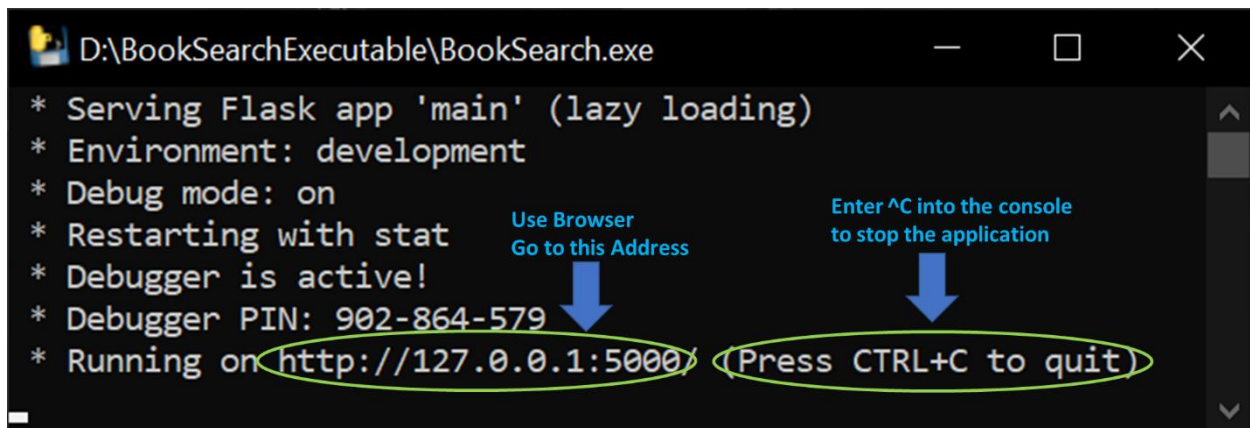 D:\BookSearchExecutable\BookSearch.exe
* Serving Flask app 'main' (lazy loading)
* Environment: development
* Debug mode: on
* Restarting with stat
* Debugger is active!
* Debugger PIN: 902-864-579
* Running on http://127.0.0.1:5000/ (Press CTRL+C to quit)
Use Browser
Go to this Address
Enter ^C into the console
to stop the application